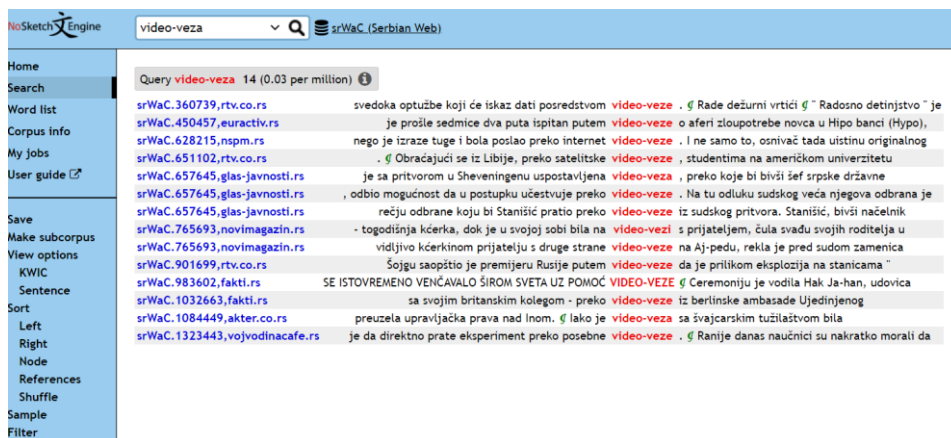 NoSketch Engine
video-veza srWaC (Serbian Web)
Home
Search
Word list
Corpus info
My jobs
User guide
Save
Make subcorpus
View options
KWIC
Sentence
Sort
Left
Right
Node
References
Shuffle
Sample
Filter
Query video-veza 14 (0.03 per million)
srWaC.360739,rtv.co.rs svedoka optužbe koji će iskaz dati posredstvom video-veze . ₲ Rade dežurni vrtići ₲ " Radosno detinjstvo " je
srWaC.450457,euractiv.rs je prošle sedmice dva puta ispitan putem video-veze o aferi zloupotrebe novca u Hipo banci (Hypo),
srWaC.628215,nspm.rs nego je izraze tuge i bola poslao preko internet video-veze . I ne samo to, osnivač tada uistinu originalnog
srWaC.651102,rtv.co.rs . ₲ Obraćajući se iz Libije, preko satelitske video-veze , studentima na američkom univerzitetu
srWaC.657645,glas-javnosti.rs je sa pritvorom u Sheveningenu uspostavljena video-veza , preko koje bi bivši šef srpske državne
srWaC.657645,glas-javnosti.rs , odbio mogućnost da u postupku učestvuje preko video-veze . Na tu odluku sudskog veća njegova odbrana je
srWaC.657645,glas-javnosti.rs rečju odbrane koju bi Stanišić pratio preko video-veze iz sudskog pritvora. Stanišić, bivši načelnik
srWaC.765693,novimagazin.rs - togodišnja kćerka, dok je u svojoj sobi bila na video-vezi s prijateljem, čula svađu svojih roditelja u
srWaC.765693,novimagazin.rs vidljivo kćerkinom prijatelju s druge strane video-veze na Aj-pedu, rekla je pred sudom zamenica
srWaC.901699,rtv.co.rs Šojgu saopštio je premijeru Rusije putem video-veze da je prilikom eksplozija na stanicama "
srWaC.983602,fakti.rs SE ISTOVREMENO VENČAVALO ŠIROM SVETA UZ POMOĆ VIDEO-VEZE ₲ Ceremoniju je vodila Hak Ja-han, udovica
srWaC.1032663,fakti.rs sa svojim britanskim kolegom - preko video-veze iz berlinske ambasade Ujedinjenog
srWaC.1084449,akter.co.rs preuzela upravljačka prava nad Inom. ₲ Iako je video-veza sa švajcarskim tužilaštvom bila
srWaC.1323443,vojvodinacafe.rs je da direktno prate eksperiment preko posebne video-veze . ₲ Ranije danas naučnici su nakratko morali da